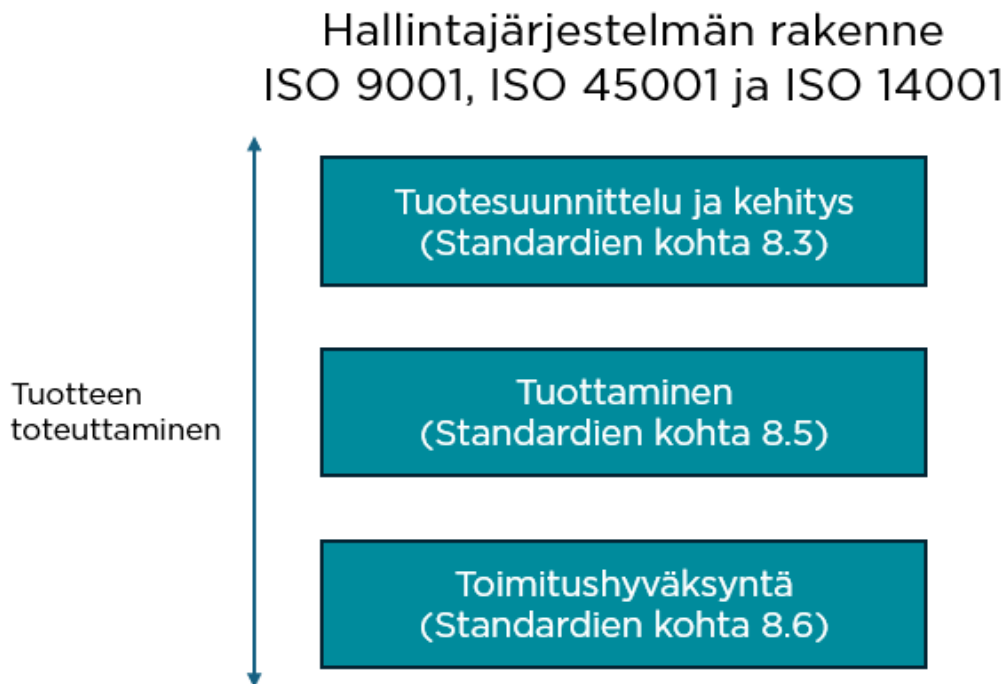 Hallintajärjestelmän rakenne
ISO 9001, ISO 45001 ja ISO 14001
Tuotesuunnittelu ja kehitys
(Standardien kohta 8.3)
Tuotteen
toteuttaminen
Tuottaminen
(Standardien kohta 8.5)
Toimitushyväksyntä
(Standardien kohta 8.6)